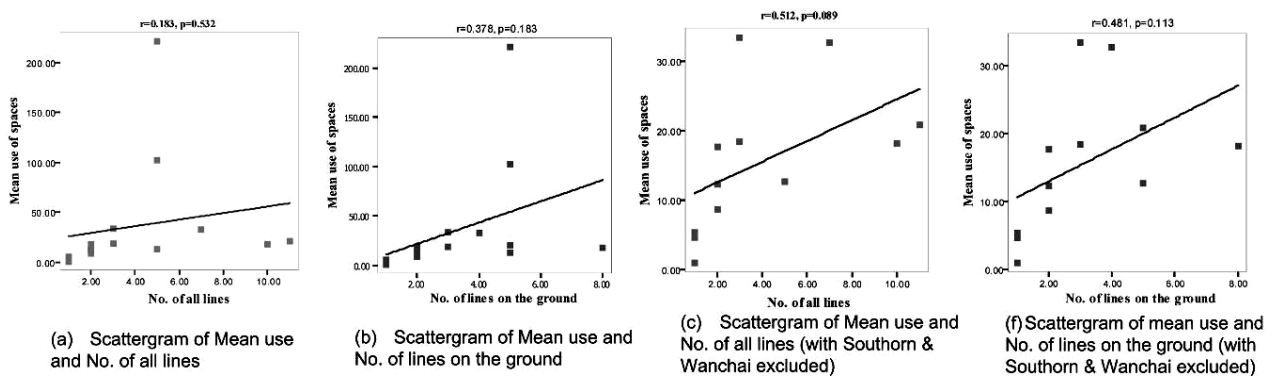 r=0.183, p=0.532
Mean use of spaces
200.00
150.00
100.00
50.00
0.00
2.00 4.00 6.00 8.00 10.00
No. of all lines
(a) Scattergram of Mean use
and No. of all lines
r=0.378, p=0.183
Mean use of spaces
200.00
150.00
100.00
50.00
0.00
2.00 4.00 6.00 8.00
No. of lines on the ground
(b) Scattergram of Mean use and
No. of lines on the ground
r=0.512, p=0.089
Mean use of spaces
30.00
20.00
10.00
0.00
2.00 4.00 6.00 8.00 10.00
No. of all lines
(c) Scattergram of Mean use and
No. of all lines (with Southorn &
Wanchai excluded)
r=0.481, p=0.113
Mean use of spaces
30.00
20.00
10.00
0.00
2.00 4.00 6.00 8.00
No. of lines on the ground
(f)Scattergram of mean use and
No. of lines on the ground (with
Southorn & Wanchai excluded)